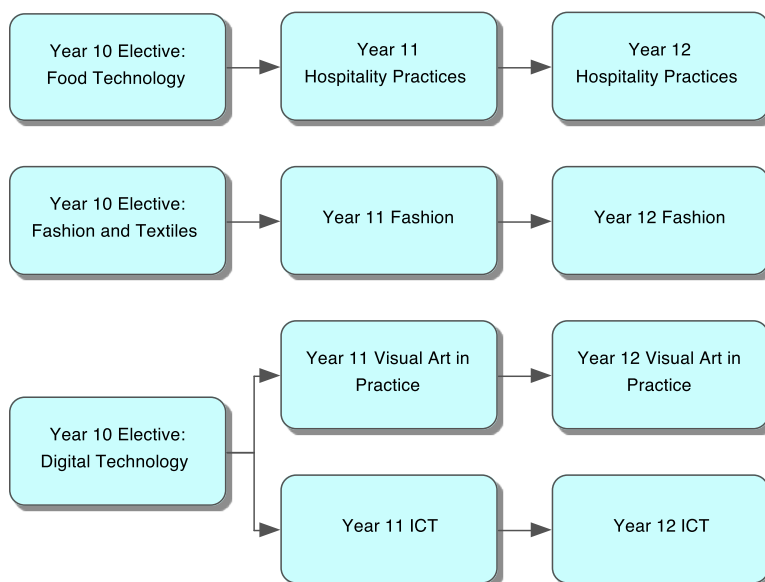 Year 10 Elective:
Food Technology
Year 11
Hospitality Practices
Year 12
Hospitality Practices
Year 10 Elective:
Fashion and Textiles
Year 11 Fashion
Year 12 Fashion
Year 10 Elective:
Digital Technology
Year 11 Visual Art in
Practice
Year 12 Visual Art in
Practice
Year 11 ICT
Year 12 ICT